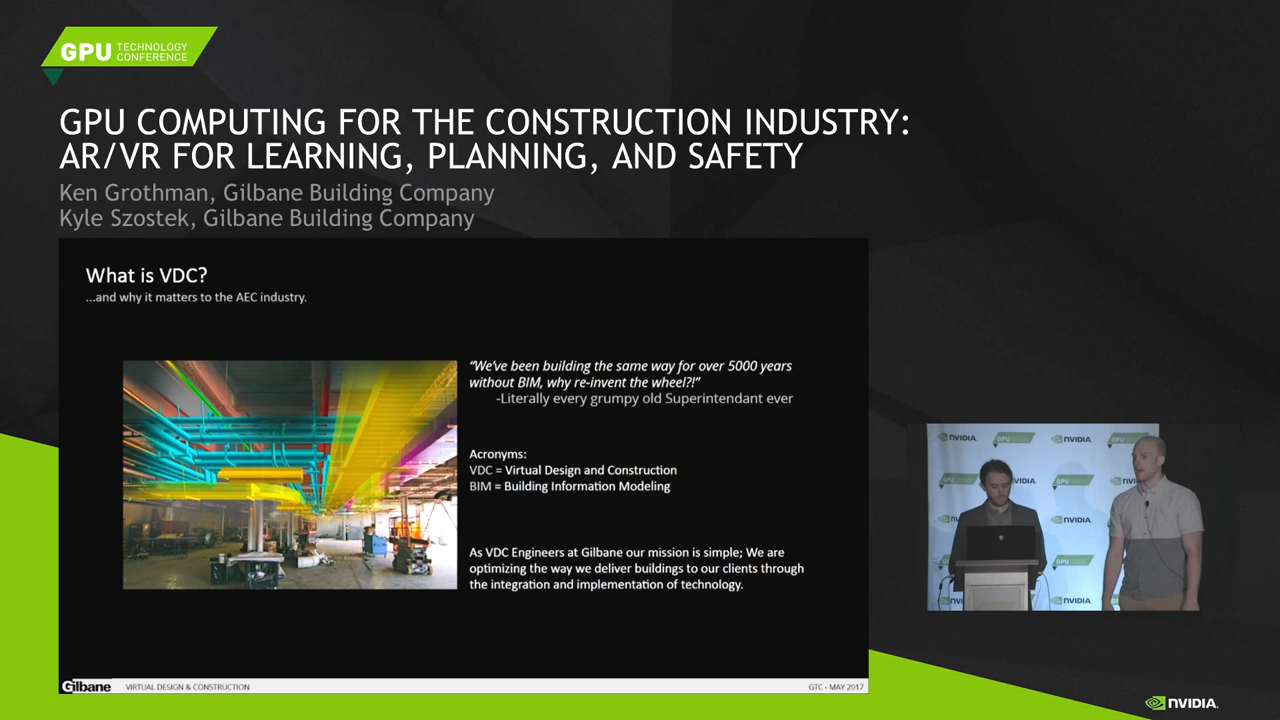 GPU TECHNOLOGY
CONFERENCE
GPU COMPUTING FOR THE CONSTRUCTION INDUSTRY:
AR/VR FOR LEARNING, PLANNING, AND SAFETY
Ken Grothman, Gilbane Building Company
Kyle Szostek, Gilbane Building Company
What is VDC?
...and why it matters to the AEC industry.
“We’ve been building the same way for over 5000 years
without BIM, why re-invent the wheel?!”
-Literally every grumpy old Superintendant ever
Acronyms:
VDC = Virtual Design and Construction
BIM = Building Information Modeling
As VDC Engineers at Gilbane our mission is simple; We are
optimizing the way we deliver buildings to our clients through
the integration and implementation of technology.
Gilbane VIRTUAL DESIGN & CONSTRUCTION GTC - MAY 2017
NVIDIA. NVIDIA.
NVIDIA.
NVIDIA.
NVIDIA.
NVIDIA.